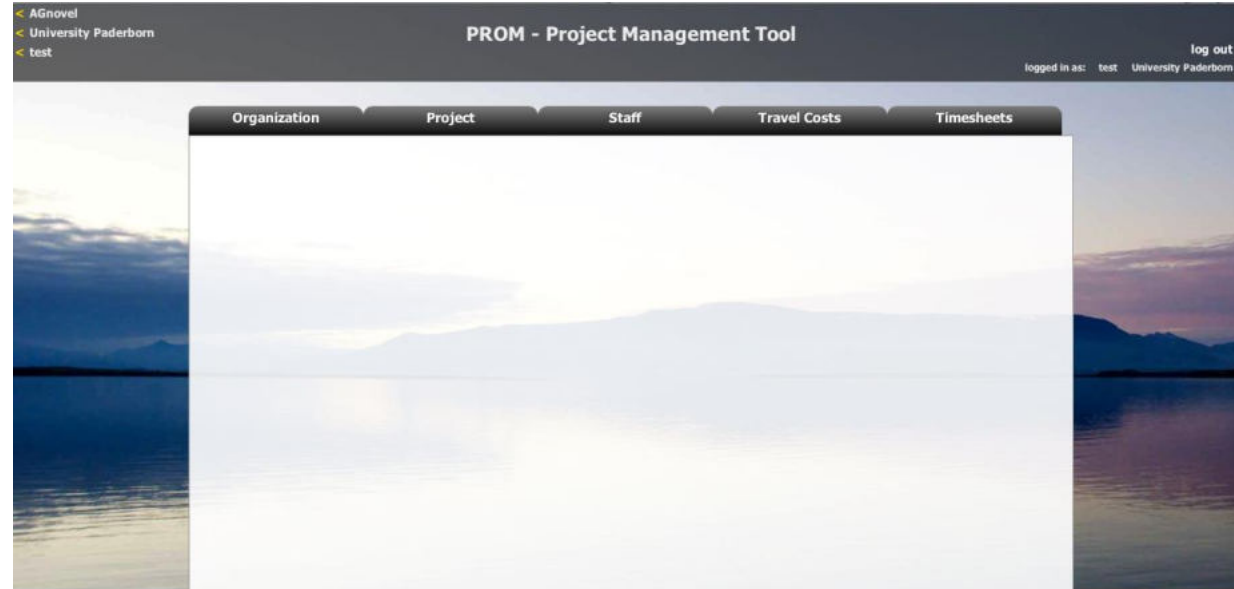 < AGnovel
< University Paderborn
< test
PROM - Project Management Tool
log out
logged in as: test University Paderborn
Organization Project Staff Travel Costs Timesheets